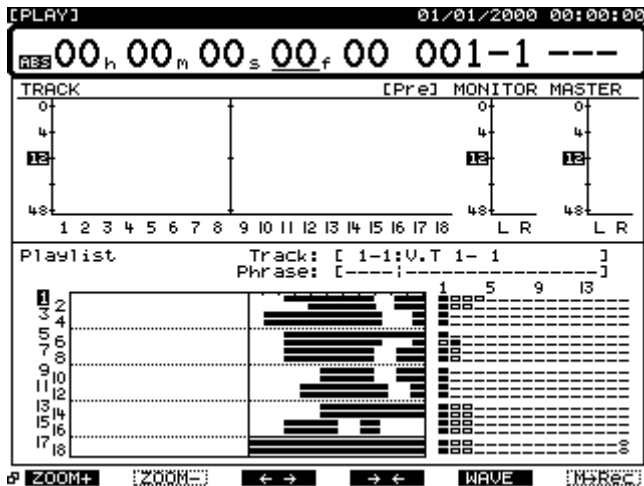 [PLAY] 01/01/2000 00:00:00
ABS 00h 00m 00s 00f 00 001-1 ---
TRACK [Pre] MONITOR MASTER
0 0 0
4 4 4
12 12 12
48 48 48
1 2 3 4 5 6 7 8 9 10 11 12 13 14 15 16 17 18 L R L R
Playlist Track: [ 1-1:V.T 1- 1 ]
Phrase: [----:--------------------]
1 5 9 13
1
2
3
4
5
6
7
8
9
10
11
12
13
14
15
16
17
18
ZOOM+ ZOOM- ← → → ← WAVE M→Rec